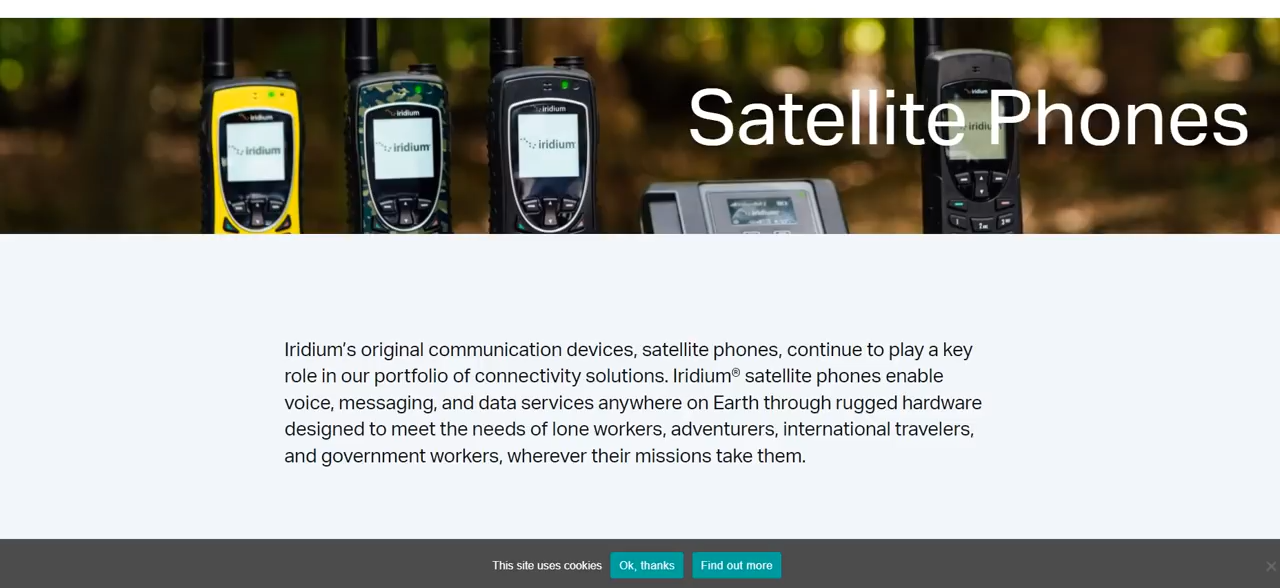 Satellite Phones
iridium
iridium
iridium
iridium
iridium
iridium
iridium
iridium
Iridium’s original communication devices, satellite phones, continue to play a key
role in our portfolio of connectivity solutions. Iridium® satellite phones enable
voice, messaging, and data services anywhere on Earth through rugged hardware
designed to meet the needs of lone workers, adventurers, international travelers,
and government workers, wherever their missions take them.
This site uses cookies
Ok, thanks
Find out more